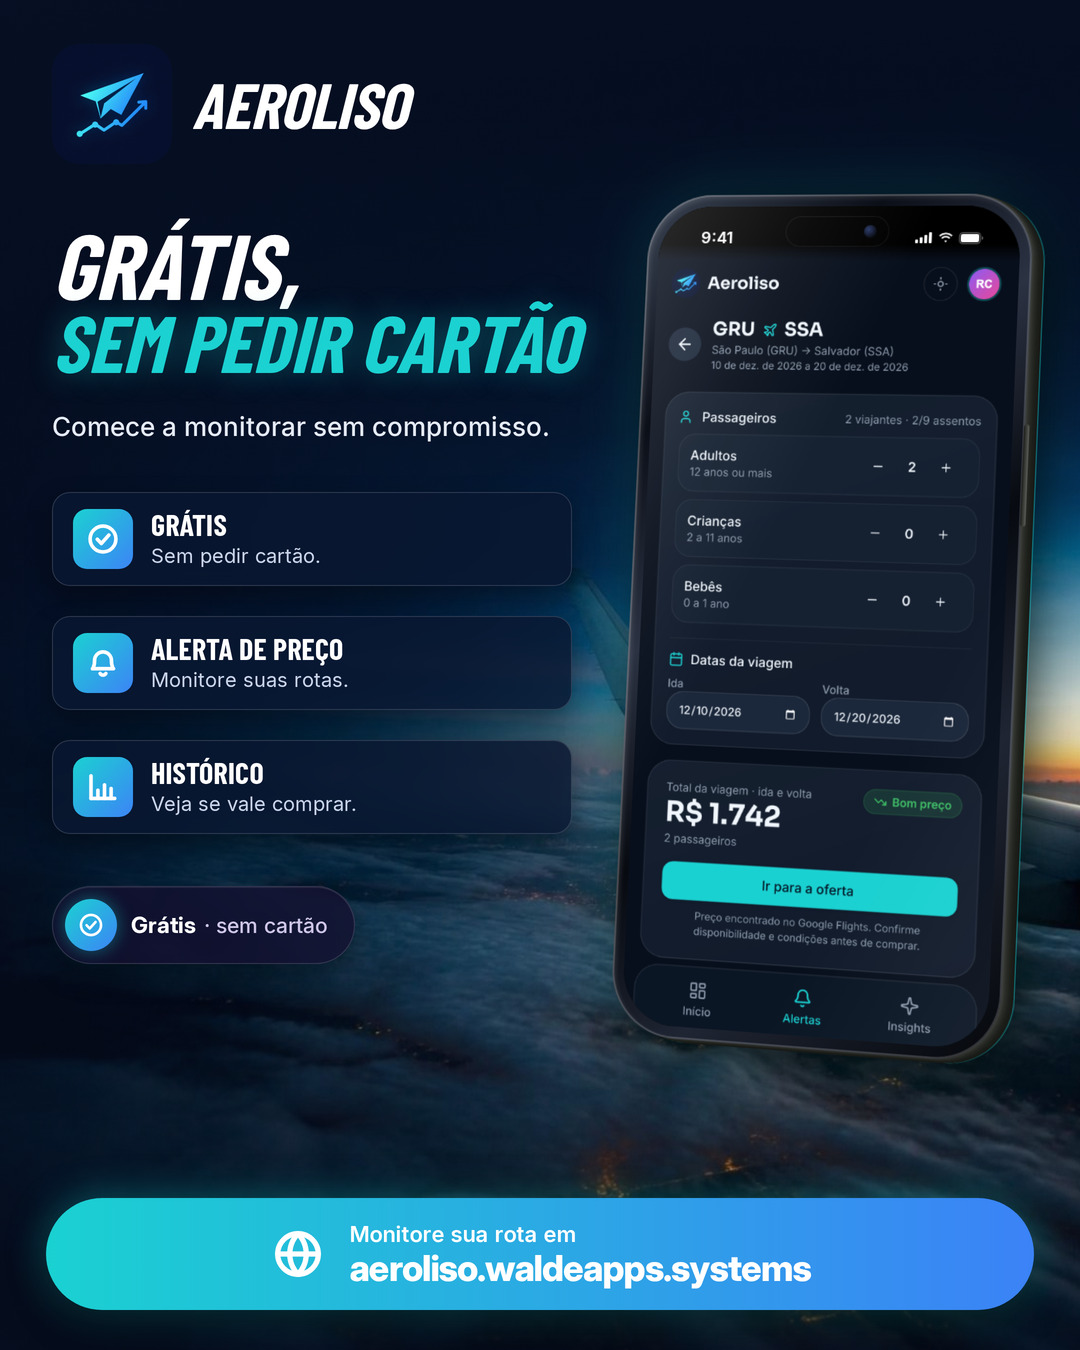 AEROLISO
GRÁTIS,
SEM PEDIR CARTÃO
Comece a monitorar sem compromisso.
GRÁTIS
Sem pedir cartão.
ALERTA DE PREÇO
Monitore suas rotas.
HISTÓRICO
Veja se vale comprar.
Grátis · sem cartão
9:41
Aeroliso
RC
GRU SSA
São Paulo (GRU) → Salvador (SSA)
10 de dez. de 2026 a 20 de dez. de 2026
Passageiros 2 viajantes · 2/9 assentos
Adultos
12 anos ou mais
− 2 +
Crianças
2 a 11 anos
− 0 +
Bebês
0 a 1 ano
− 0 +
Datas da viagem
Ida Volta
12/10/2026 12/20/2026
Total da viagem · ida e volta
R$ 1.742
Bom preço
2 passageiros
Ir para a oferta
Preço encontrado no Google Flights. Confirme
disponibilidade e condições antes de comprar.
Início Alertas Insights
Monitore sua rota em
aeroliso.waldeapps.systems